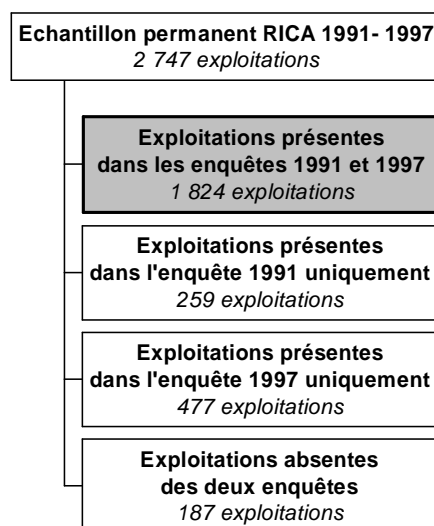 Echantillon permanent RICA 1991- 1997
2 747 exploitations
Exploitations présentes
dans les enquêtes 1991 et 1997
1 824 exploitations
Exploitations présentes
dans l'enquête 1991 uniquement
259 exploitations
Exploitations présentes
dans l'enquête 1997 uniquement
477 exploitations
Exploitations absentes
des deux enquêtes
187 exploitations